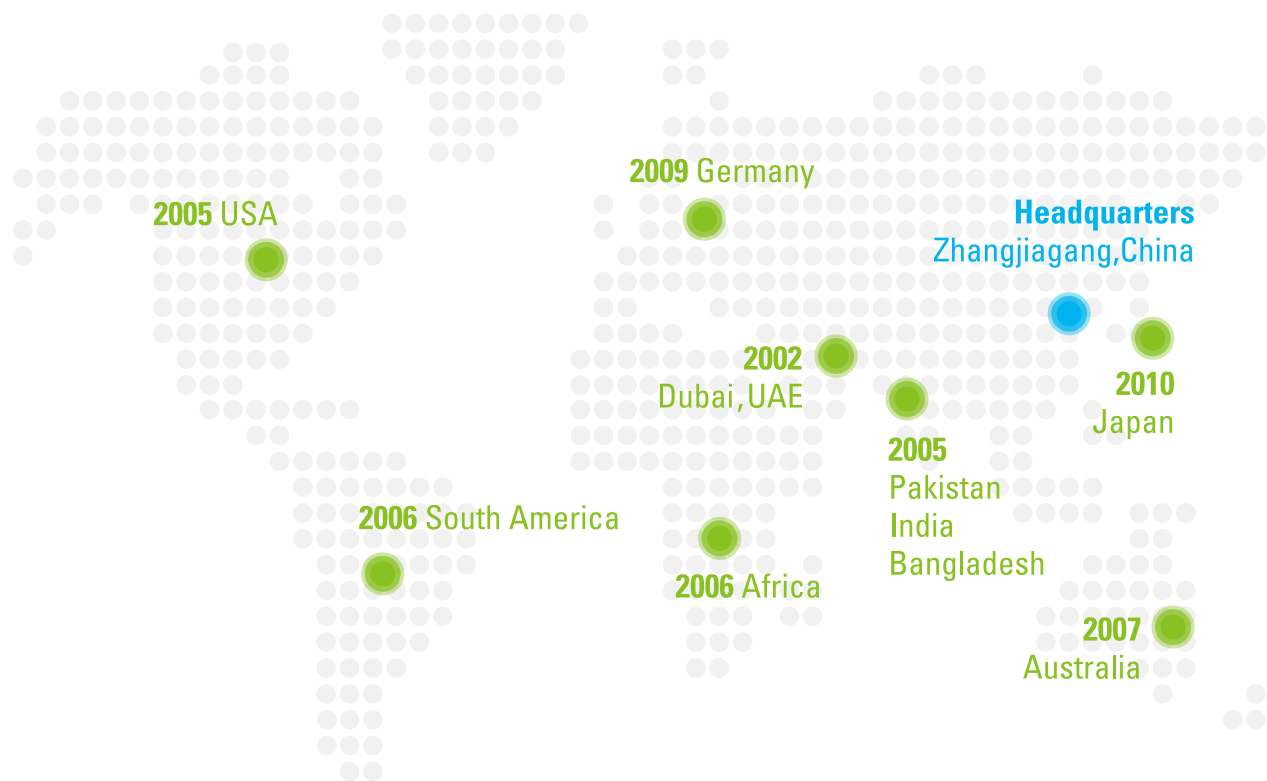 2009 Germany
2005 USA
Headquarters
Zhangjiagang,China
2002
Dubai,UAE
2010
Japan
2005
Pakistan
India
Bangladesh
2006 South America
2006 Africa
2007
Australia